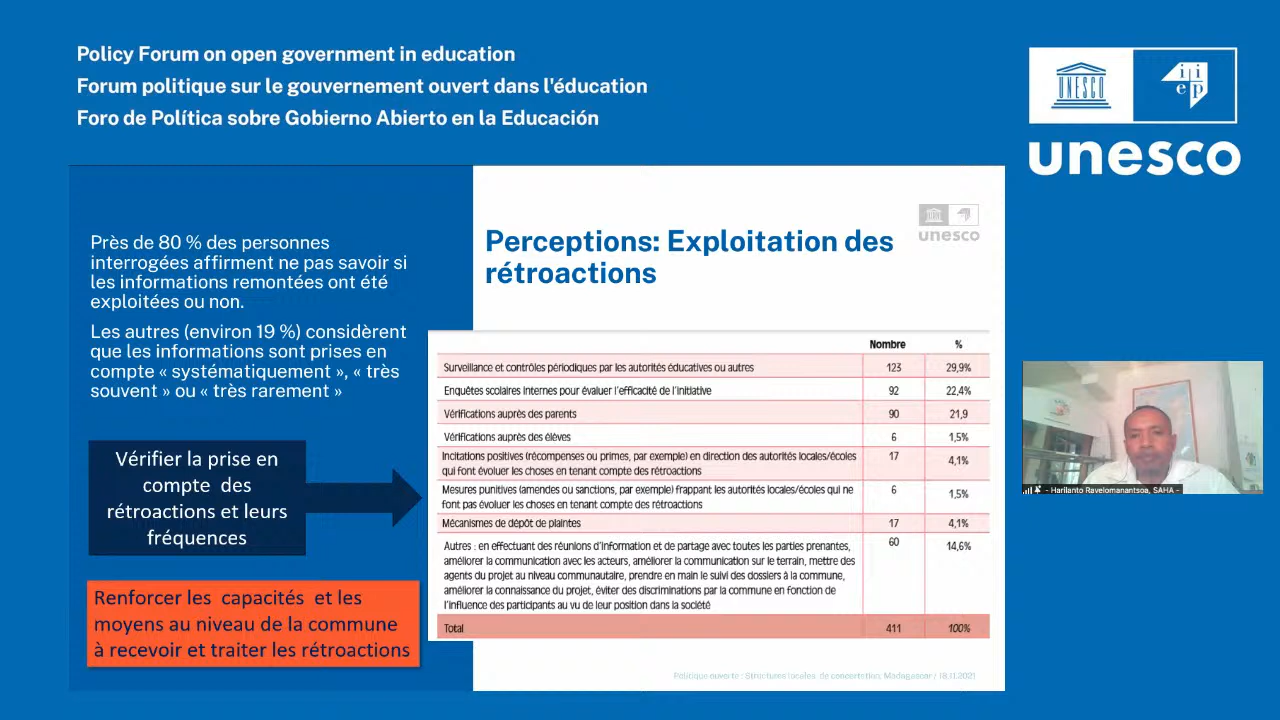 Policy Forum on open government in education
Forum politique sur le gouvernement ouvert dans l'éducation
Foro de Política sobre Gobierno Abierto en la Educación
UNESCO
i i
e p
unesco
Près de 80 % des personnes
interrogées affirment ne pas savoir si
les informations remontées ont été
exploitées ou non.
Les autres (environ 19 %) considèrent
que les informations sont prises en
compte « systématiquement », « très
souvent » ou « très rarement »
Vérifier la prise en
compte des
rétroactions et leurs
fréquences
Renforcer les capacités et les
moyens au niveau de la commune
à recevoir et traiter les rétroactions
unesco
Perceptions: Exploitation des
rétroactions
Nombre %
Surveillance et contrôles périodiques par les autorités éducatives ou autres 123 29,9%
Enquêtes scolaires internes pour évaluer l'efficacité de l'initiative 92 22,4%
Vérifications auprès des parents 90 21,9
Vérifications auprès des élèves 6 1,5%
Incitations positives (récompenses ou primes, par exemple) en direction des autorités locales/écoles 17 4,1%
qui font évoluer les choses en tenant compte des rétroactions
Mesures punitives (amendes ou sanctions, par exemple) frappant les autorités locales/écoles qui ne 6 1,5%
font pas évoluer les choses en tenant compte des rétroactions
Mécanismes de dépôt de plaintes 17 4,1%
Autres : en effectuant des réunions d'information et de partage avec toutes les parties prenantes, 60 14,6%
améliorer la communication avec les acteurs, améliorer la communication sur le terrain, mettre des
agents du projet au niveau communautaire, prendre en main le suivi des dossiers à la commune,
améliorer la connaissance du projet, éviter des discriminations par la commune en fonction de
l'influence des participants au vu de leur position dans la société
Total 411 100%
Politique ouverte : Structures locales de concertation, Madagascar / 18.11.2021
- Harilanto Ravelomanantsoa, SAHA -